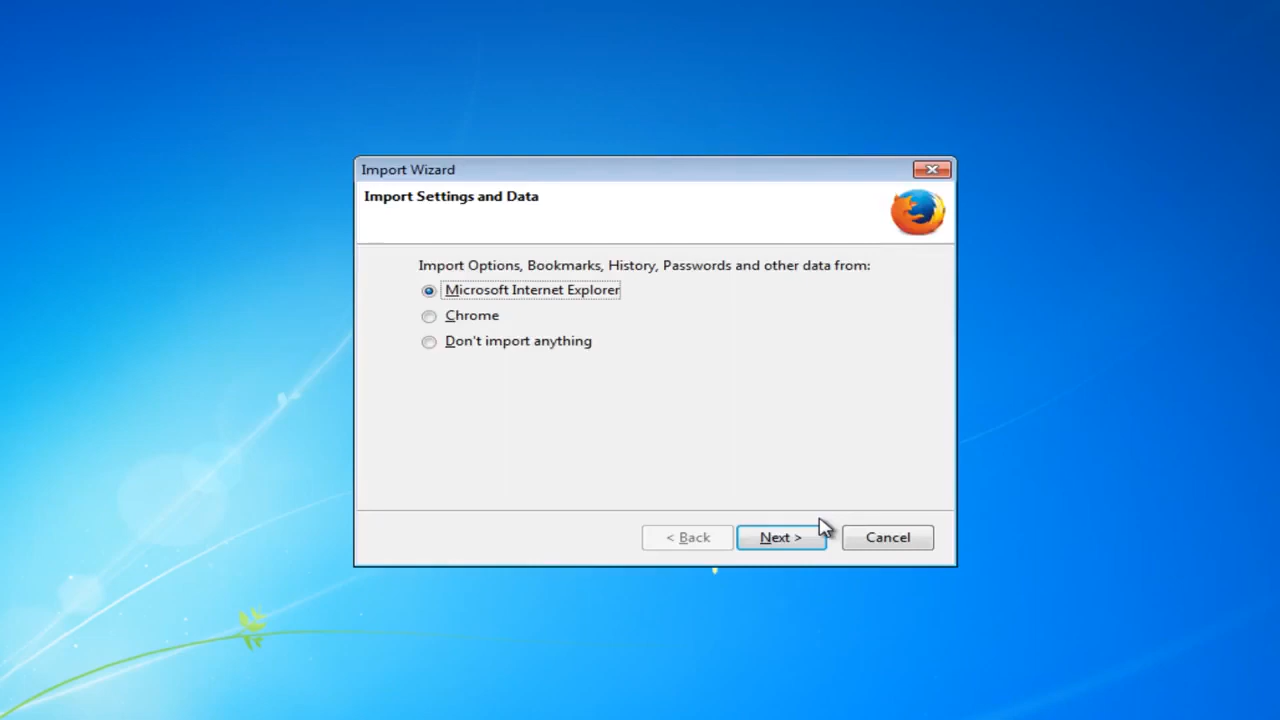 Import Wizard
Import Settings and Data
Import Options, Bookmarks, History, Passwords and other data from:
Microsoft Internet Explorer
Chrome
Don't import anything
< Back Next > Cancel